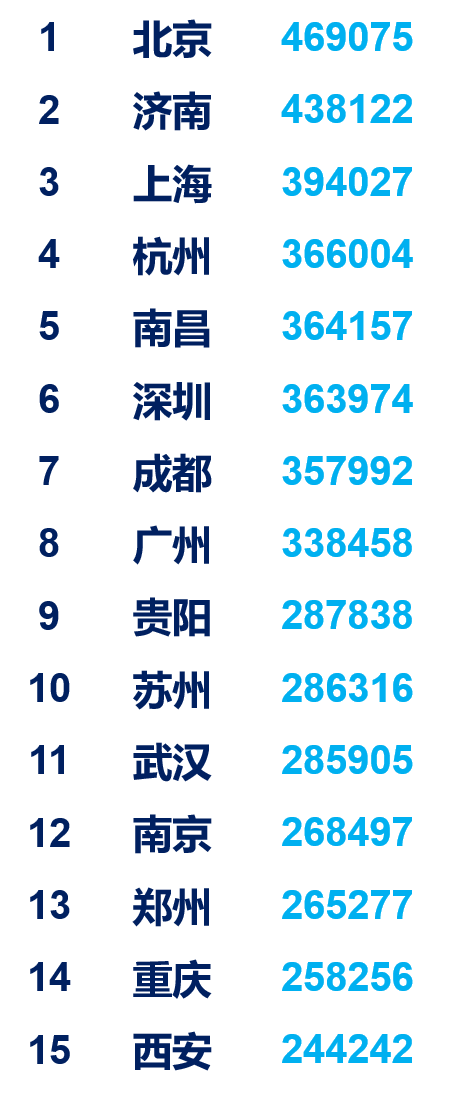 1 北京 469075
2 济南 438122
3 上海 394027
4 杭州 366004
5 南昌 364157
6 深圳 363974
7 成都 357992
8 广州 338458
9 贵阳 287838
10 苏州 286316
11 武汉 285905
12 南京 268497
13 郑州 265277
14 重庆 258256
15 西安 244242